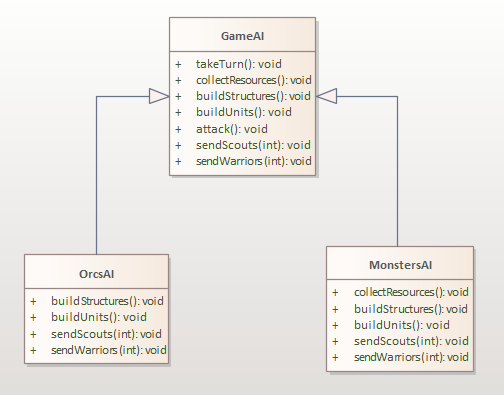 GameAI
+ takeTurn(): void
+ collectResources(): void
+ buildStructures(): void
+ buildUnits(): void
+ attack(): void
+ sendScouts(int): void
+ sendWarriors(int): void
OrcsAI
+ buildStructures(): void
+ buildUnits(): void
+ sendScouts(int): void
+ sendWarriors(int): void
MonstersAI
+ collectResources(): void
+ buildStructures(): void
+ buildUnits(): void
+ sendScouts(int): void
+ sendWarriors(int): void